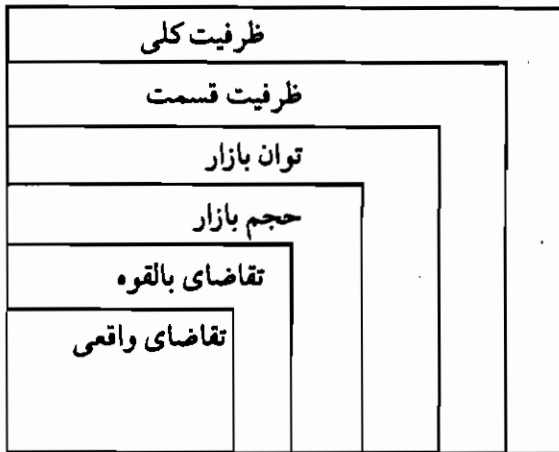 ظرفیت کلی
ظرفیت قسمت
توان بازار
حجم بازار
تقاضای بالقوه
تقاضای واقعی